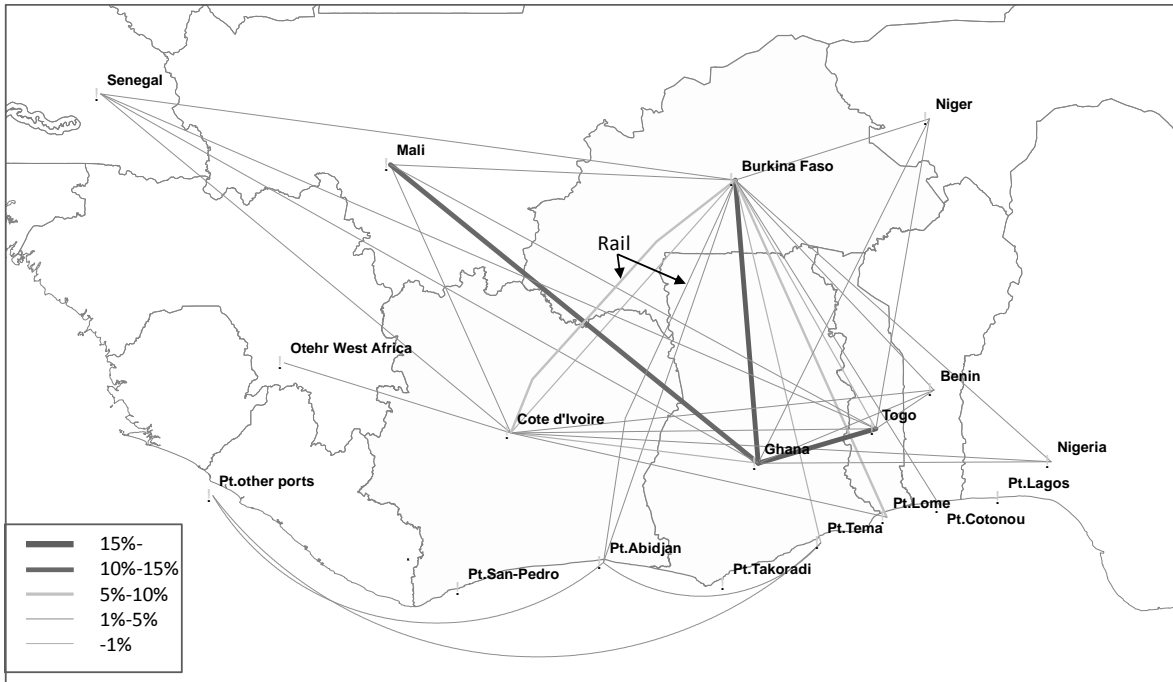 Senegal
Niger
Mali
Burkina Faso
Rail
Otehr West Africa
Benin
Cote d'Ivoire
Togo
Ghana
Nigeria
Pt.other ports
Pt.Lagos
Pt.Lome
Pt.Cotonou
Pt.Tema
Pt.Abidjan
Pt.San-Pedro
Pt.Takoradi
15%-
10%-15%
5%-10%
1%-5%
-1%